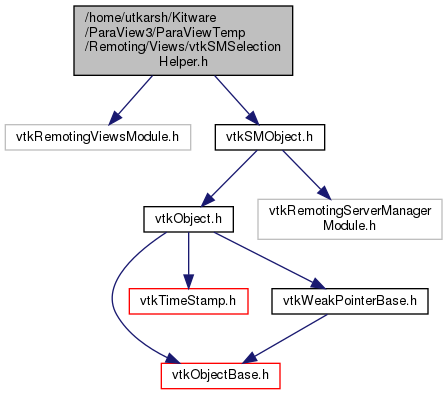 /home/utkarsh/Kitware
/ParaView3/ParaViewTemp
/Remoting/Views/vtkSMSelection
Helper.h
vtkRemotingViewsModule.h
vtkSMObject.h
vtkObject.h
vtkRemotingServerManager
Module.h
vtkTimeStamp.h
vtkWeakPointerBase.h
vtkObjectBase.h